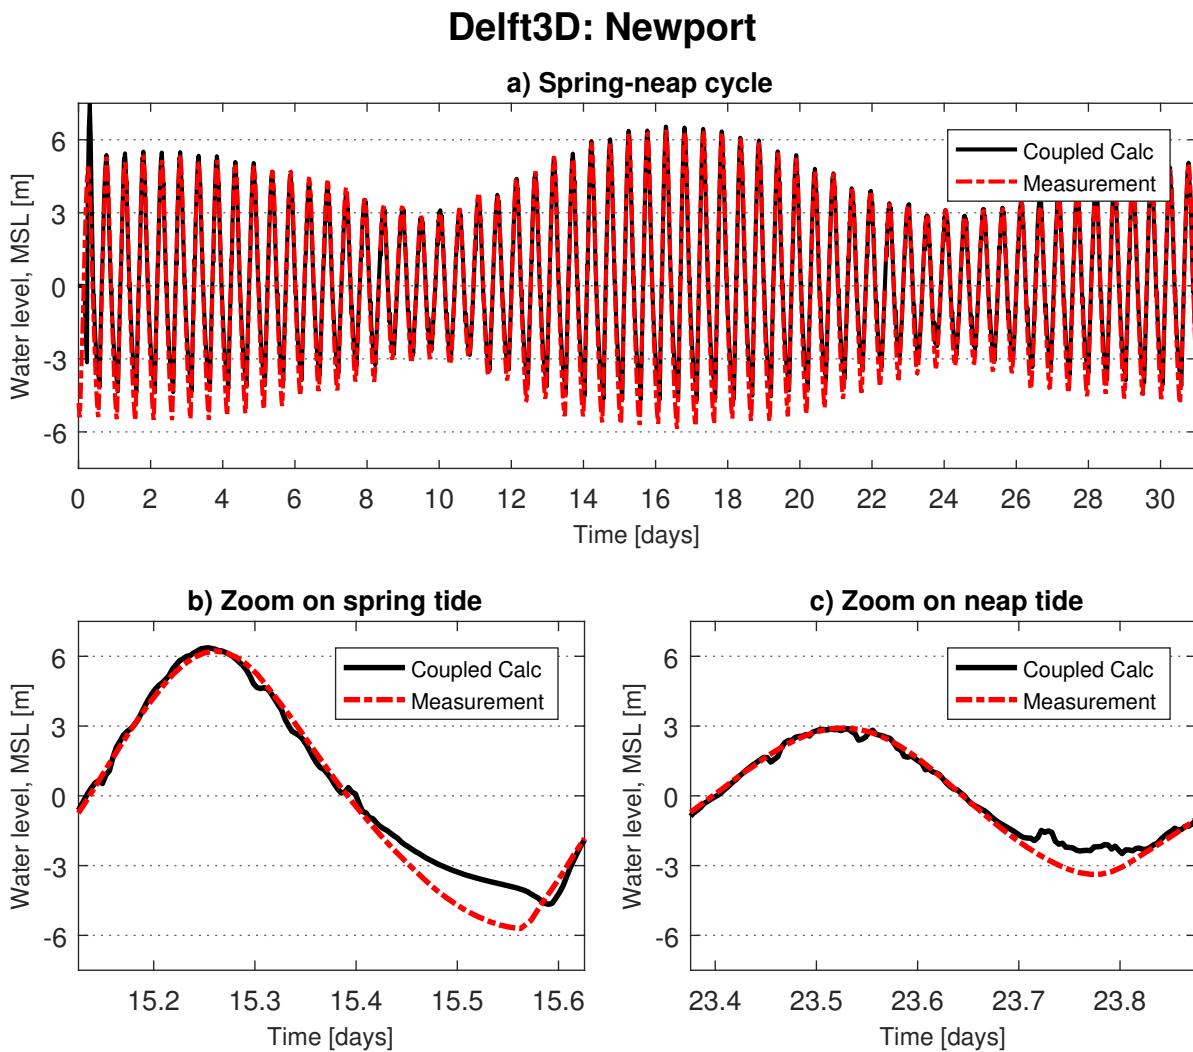 Delft3D: Newport
a) Spring-neap cycle
Water level, MSL [m]
6
3
0
-3
-6
Coupled Calc
Measurement
0 2 4 6 8 10 12 14 16 18 20 22 24 26 28 30
Time [days]
b) Zoom on spring tide
Water level, MSL [m]
6
3
0
-3
-6
Coupled Calc
Measurement
15.2 15.3 15.4 15.5 15.6
Time [days]
c) Zoom on neap tide
Water level, MSL [m]
6
3
0
-3
-6
Coupled Calc
Measurement
23.4 23.5 23.6 23.7 23.8
Time [days]